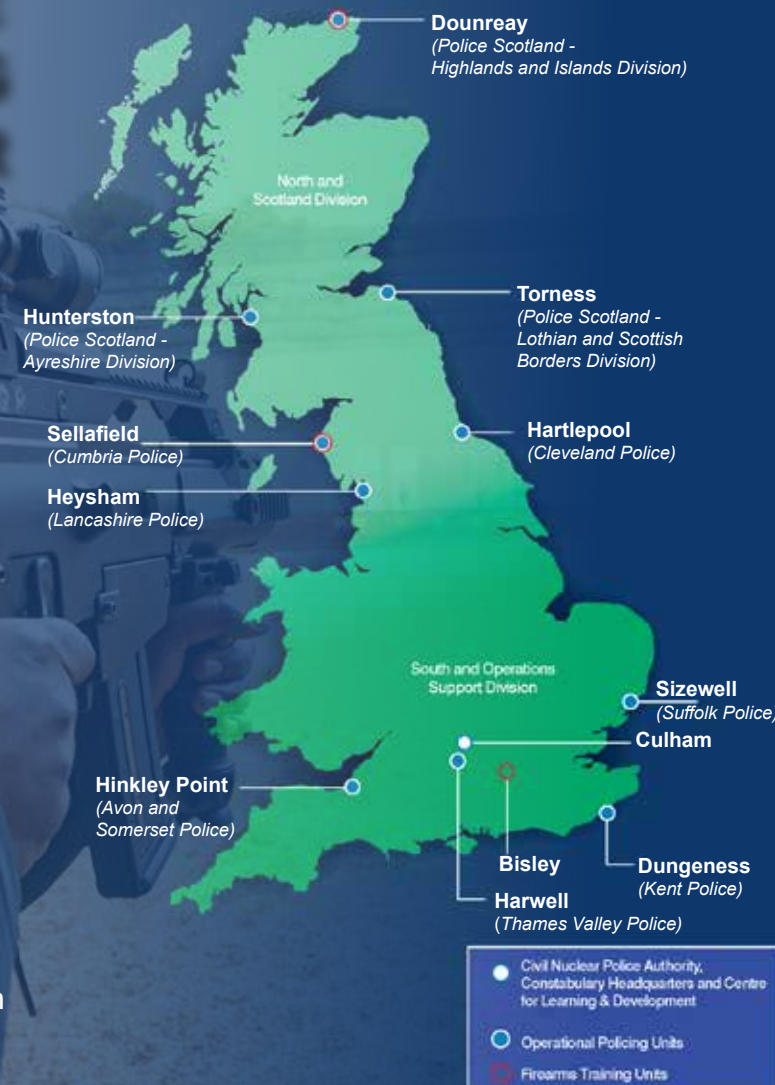 Dounreay
(Police Scotland -
Highlands and Islands Division)
North and
Scotland Division
Hunterston
(Police Scotland -
Ayreshire Division)
Torness
(Police Scotland -
Lothian and Scottish
Borders Division)
Sellafield
(Cumbria Police)
Hartlepool
(Cleveland Police)
Heysham
(Lancashire Police)
South and Operations
Support Division
Sizewell
(Suffolk Police)
Culham
Hinkley Point
(Avon and
Somerset Police)
Bisley
Dungeness
(Kent Police)
Harwell
(Thames Valley Police)
Civil Nuclear Police Authority,
Constabulary Headquarters and Centre
for Learning & Development
Operational Policing Units
Firearms Training Units